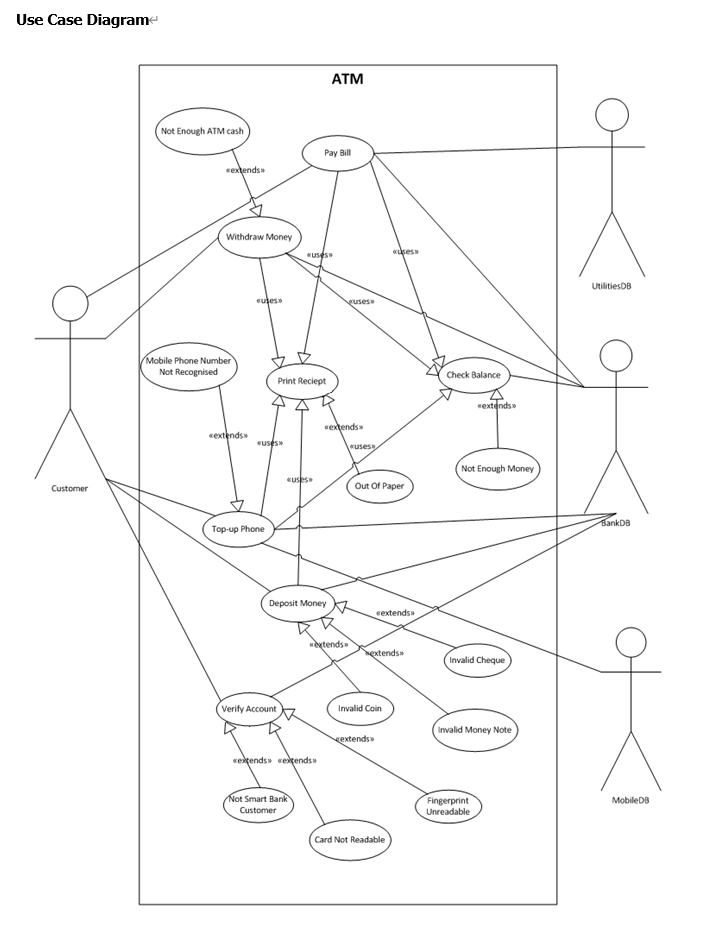 Use Case Diagram↵
ATM
Not Enough ATM cash
Pay Bill
«extends»
Withdraw Money
«uses»
«uses»
UtilitiesDB
«uses»
«uses»
Mobile Phone Number
Not Recognised
Print Reciept
Check Balance
«extends»
«extends»
«extends»
«uses»
«uses»
Not Enough Money
«uses»
Out Of Paper
Customer
Top-up Phone
BankDB
Deposit Money
«extends»
«extends»
«extends»
Invalid Cheque
Verify Account
Invalid Coin
Invalid Money Note
«extends»
«extends»
«extends»
Not Smart Bank
Customer
Fingerprint
Unreadable
MobileDB
Card Not Readable